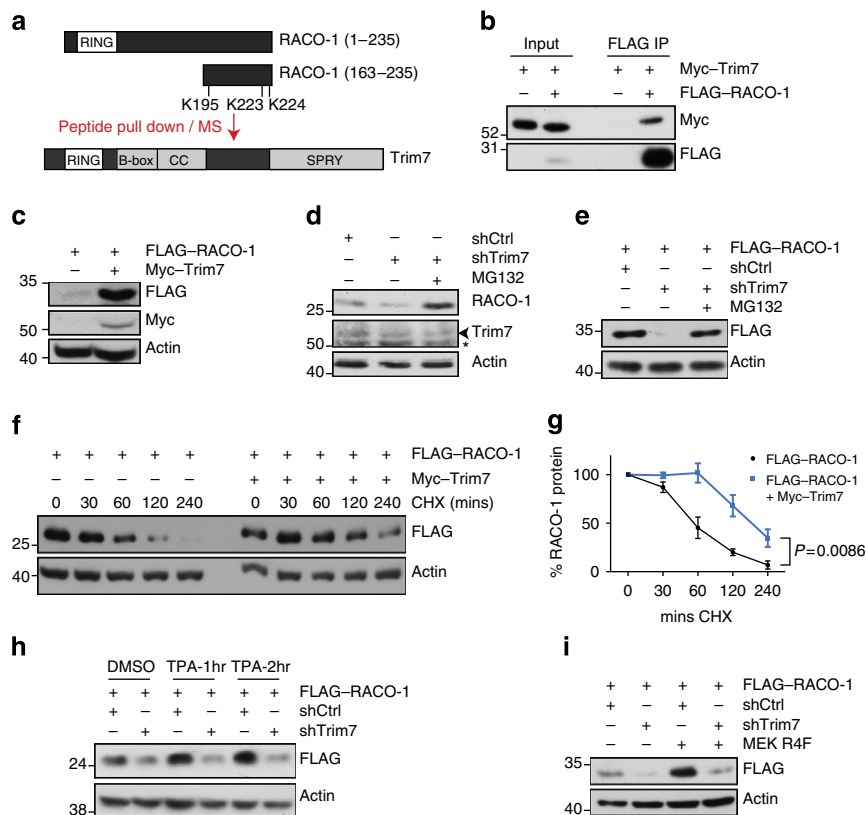 a
RING
RACO-1 (1–235)
RACO-1 (163–235)
K195 K223 K224
Peptide pull down / MS
RING B-box CC SPRY Trim7
b
Input FLAG IP
+ + + + Myc–Trim7
– + – + FLAG–RACO-1
52 Myc
31 FLAG
c
+ + FLAG–RACO-1
– + Myc–Trim7
35 FLAG
50 Myc
40 Actin
d
+ – – shCtrl
– + + shTrim7
– – + MG132
25 RACO-1
50 Trim7
*
40 Actin
e
+ + + FLAG–RACO-1
+ – – shCtrl
– + + shTrim7
– – + MG132
35 FLAG
40 Actin
f
+ + + + + + + + + + FLAG–RACO-1
– – – – – + + + + + Myc–Trim7
0 30 60 120 240 0 30 60 120 240 CHX (mins)
25 FLAG
40 Actin
g
FLAG–RACO-1
FLAG–RACO-1
+ Myc–Trim7
% RACO-1 protein
100
50
0
0 30 60 120 240
mins CHX
P=0.0086
h
DMSO TPA-1hr TPA-2hr
+ + + + + + FLAG–RACO-1
+ – + – + – shCtrl
– + – + – + shTrim7
24 FLAG
38 Actin
i
+ + + + FLAG–RACO-1
+ – + – shCtrl
– + – + shTrim7
– – + + MEK R4F
35 FLAG
40 Actin